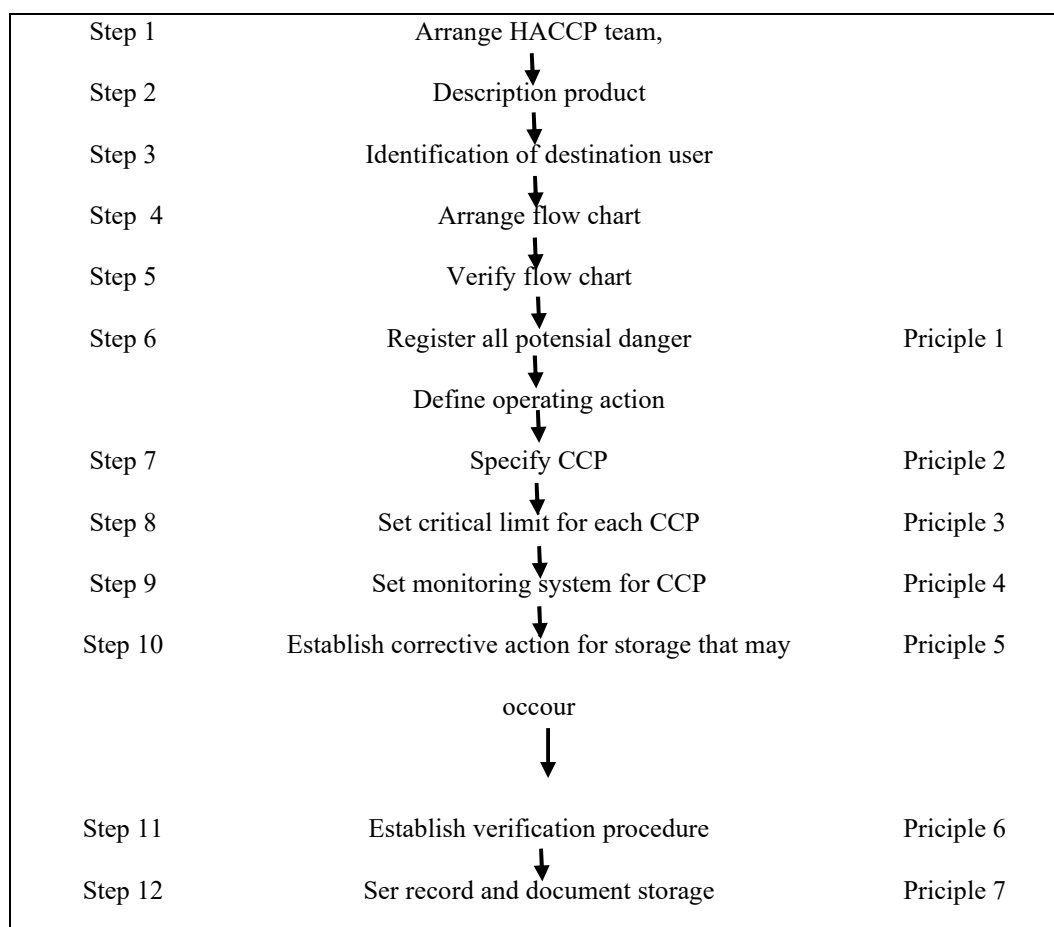 Step 1 Arrange HACCP team,
Step 2 Description product
Step 3 Identification of destination user
Step 4 Arrange flow chart
Step 5 Verify flow chart
Step 6 Register all potensial danger Priciple 1
Define operating action
Step 7 Specify CCP Priciple 2
Step 8 Set critical limit for each CCP Priciple 3
Step 9 Set monitoring system for CCP Priciple 4
Step 10 Establish corrective action for storage that may Priciple 5
occour
Step 11 Establish verification procedure Priciple 6
Step 12 Ser record and document storage Priciple 7